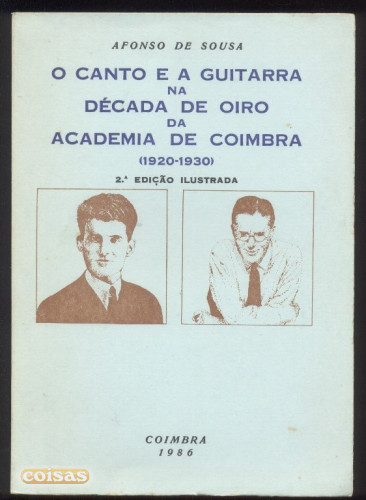 AFONSO DE SOUSA
O CANTO E A GUITARRA
NA
DÉCADA DE OIRO
DA
ACADEMIA DE COIMBRA
(1920-1930)
2.ª EDIÇÃO ILUSTRADA
COIMBRA
1986
coisas